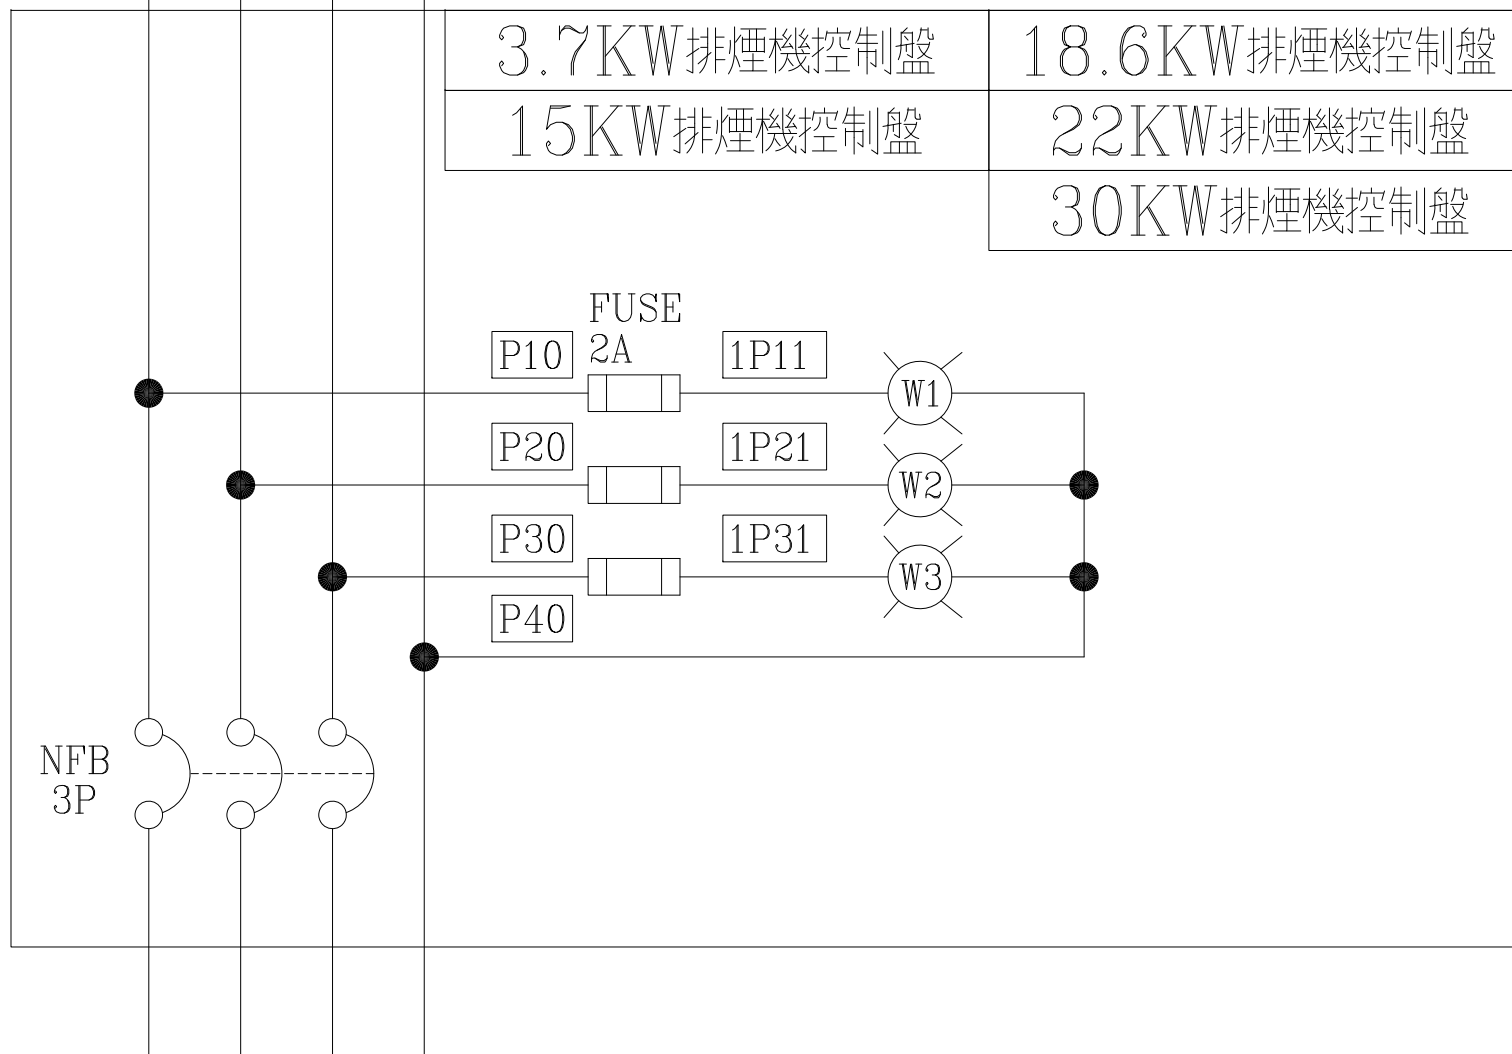 3.7KW排煙機控制盤
18.6KW排煙機控制盤
15KW排煙機控制盤
22KW排煙機控制盤
30KW排煙機控制盤
FUSE
2A
P10
1P11
W1
P20
1P21
W2
P30
1P31
W3
P40
NFB
3P